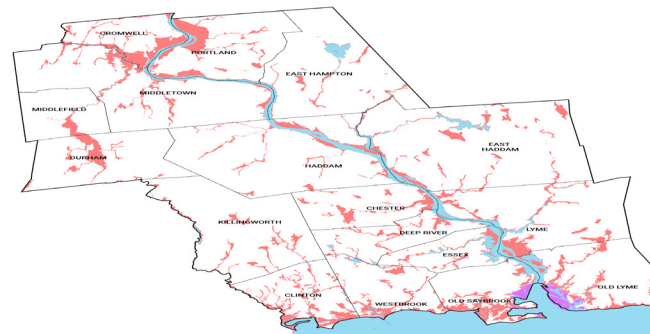 CROMWELL
PORTLAND
EAST HAMPTON
MIDDLETOWN
MIDDLEFIELD
DURHAM
EAST
HADDAM
HADDAM
CHESTER
KILLINGWORTH
DEEP RIVER
LYME
ESSEX
CLINTON
WESTBROOK
OLD SAYBROOK
OLD LYME